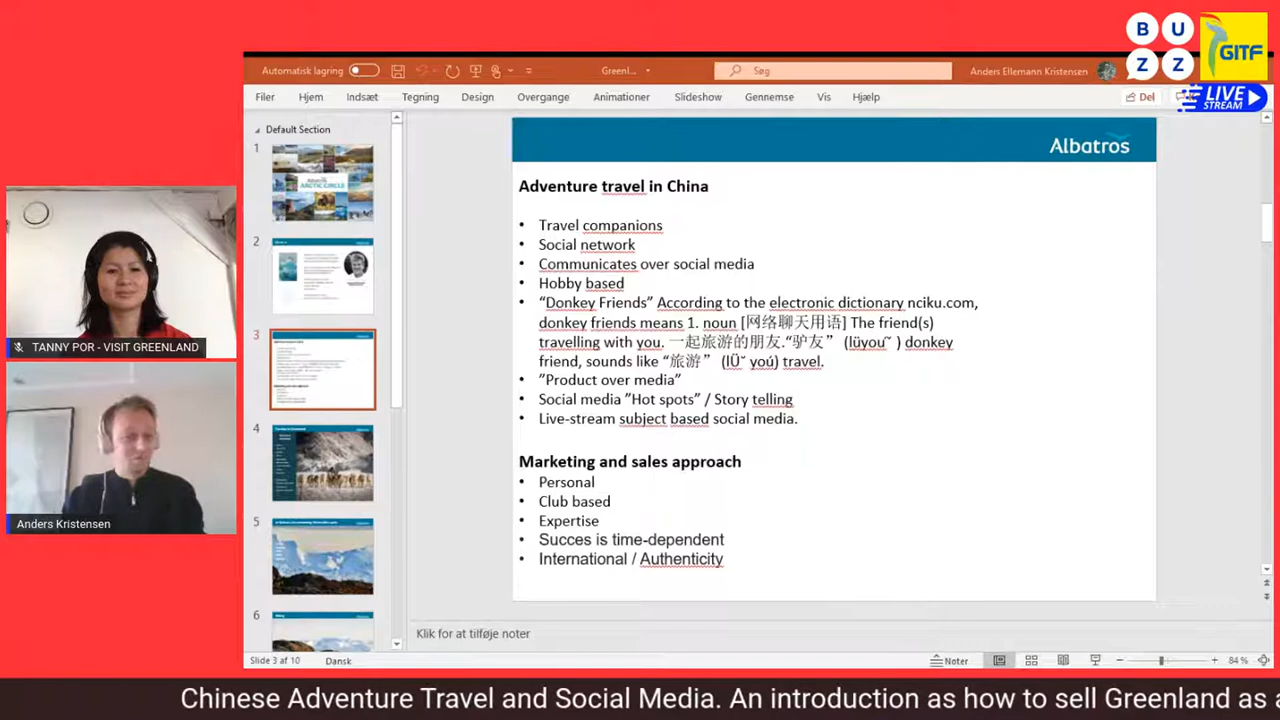 B U
Z Z
GITF
LIVE
STREAM
Automatisk lagring
Greenl...
Søg
Anders Ellemann Kristensen
Filer Hjem Indsæt Tegning Design Overgange Animationer Slideshow Gennemse Vis Hjælp
Del
Default Section
1
2
3
4
5
6
ARCTIC CIRCLE
Albatros
Adventure travel in China
• Travel companions
• Social network
• Communicates over social media
• Hobby based
• “Donkey Friends” According to the electronic dictionary nciku.com,
donkey friends means 1. noun [网络聊天用语] The friend(s)
travelling with you. 一起旅游的朋友.“驴友” (lüyou˜ ) donkey
friend, sounds like “旅游” (lÜ˜ yoú) travel.
• ”Product over media”
• Social media ”Hot spots” / Story telling
• Live-stream subject based social media.
Marketing and sales approach
• Personal
• Club based
• Expertise
• Succes is time-dependent
• International / Authenticity
TANNY POR - VISIT GREENLAND
Anders Kristensen
Klik for at tilføje noter
Slide 3 af 10
Dansk
Noter
84 %
Chinese Adventure Travel and Social Media. An introduction as how to sell Greenland as a